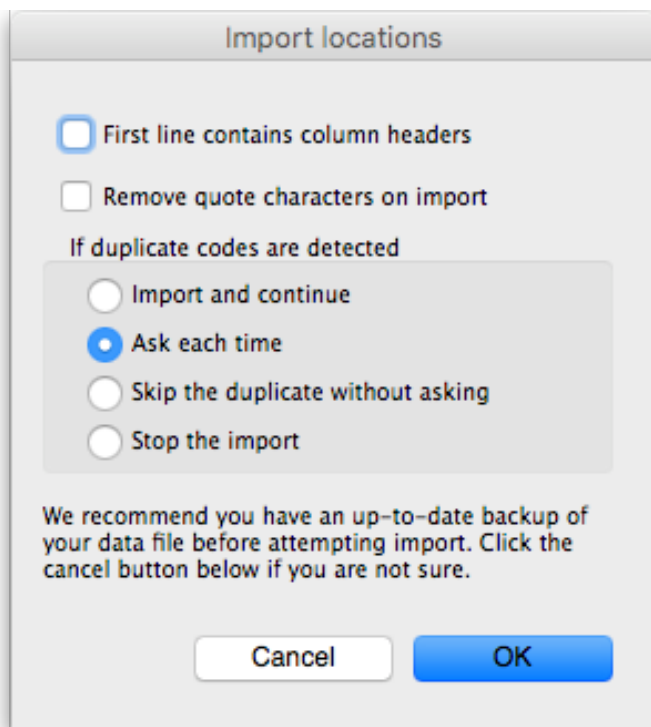 Import locations
First line contains column headers
Remove quote characters on import
If duplicate codes are detected
Import and continue
Ask each time
Skip the duplicate without asking
Stop the import
We recommend you have an up-to-date backup of
your data file before attempting import. Click the
cancel button below if you are not sure.
Cancel OK